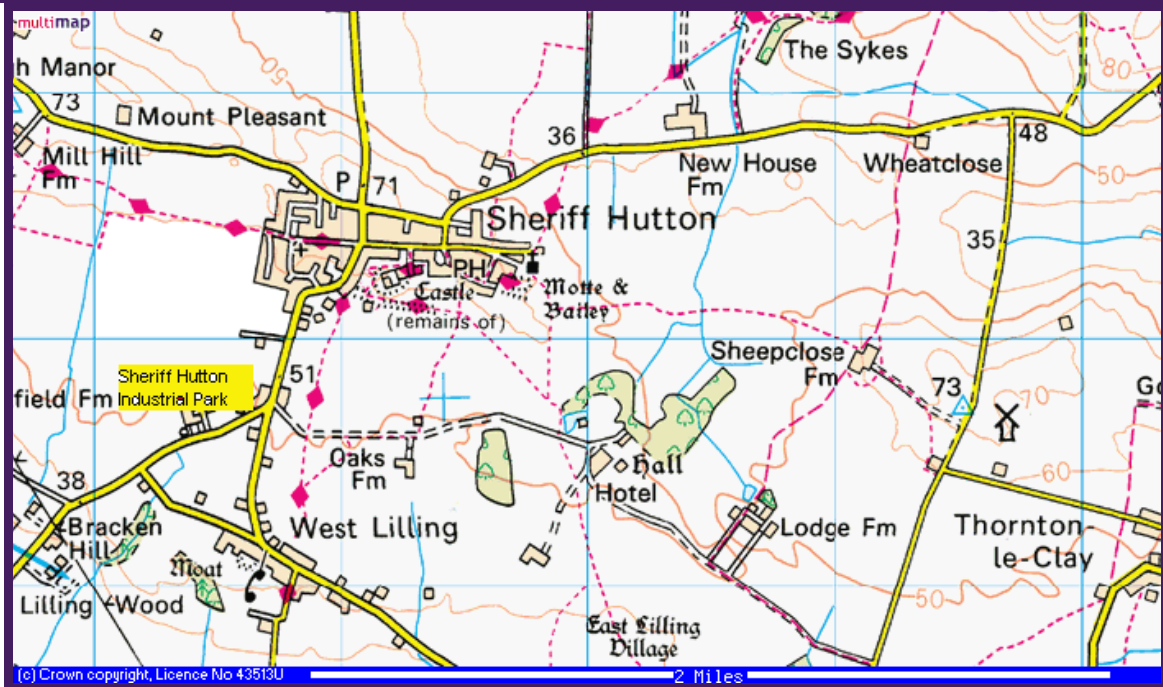 multimap
The Sykes
50
80
h Manor
73
Mount Pleasant
36
48
Mill Hill
Fm
New House
Fm
Wheatclose
50
P
71
Sheriff Hutton
35
PH
Castle
(remains of)
Motte &
Bailey
Sheepclose
Fm
Sheriff Hutton
Industrial Park
field Fm
51
73
70
Oaks
Fm
Hall
Hotel
60
38
Bracken
Hill
West Lilling
Lodge Fm
Thornton-
le-Clay
Moat
Lilling Wood
50
East Lilling
Village
(c) Crown copyright, Licence No 43513U
2 Miles